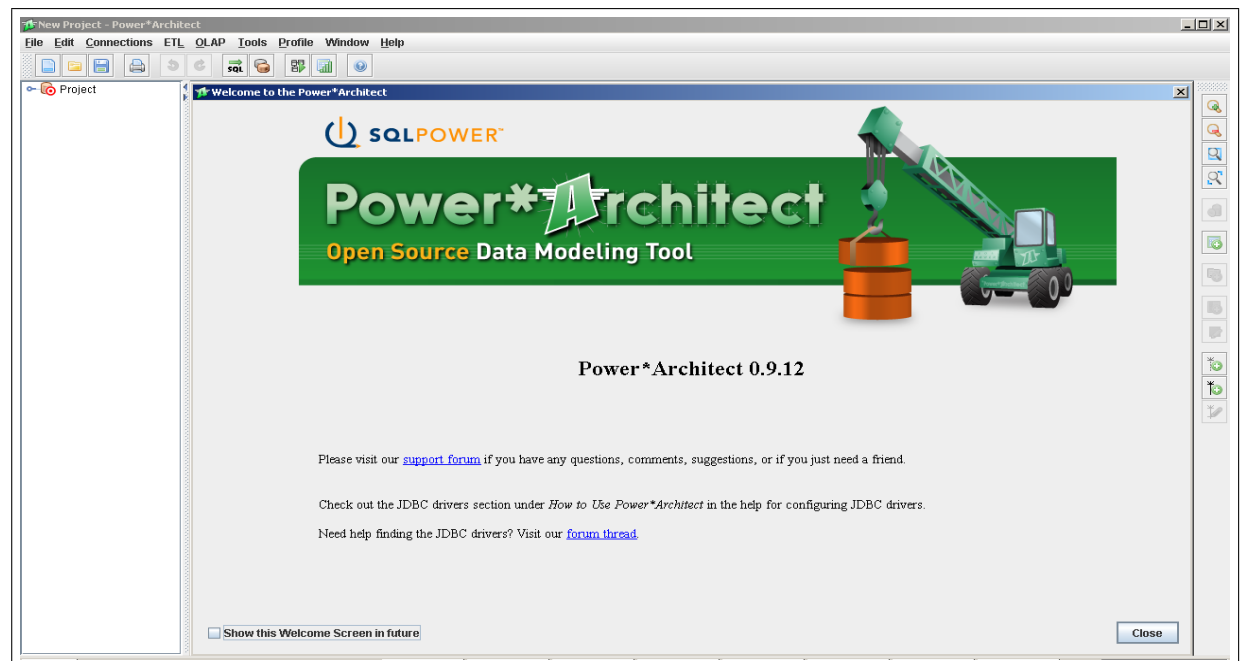 New Project - Power*Architect
File Edit Connections ETL OLAP Tools Profile Window Help
SQL
Project
Welcome to the Power*Architect
SQLPOWER™
Power*Architect
Open Source Data Modeling Tool
Power*Architect 0.9.12
Please visit our support forum if you have any questions, comments, suggestions, or if you just need a friend.
Check out the JDBC drivers section under How to Use Power*Architect in the help for configuring JDBC drivers.
Need help finding the JDBC drivers? Visit our forum thread.
Show this Welcome Screen in future
Close